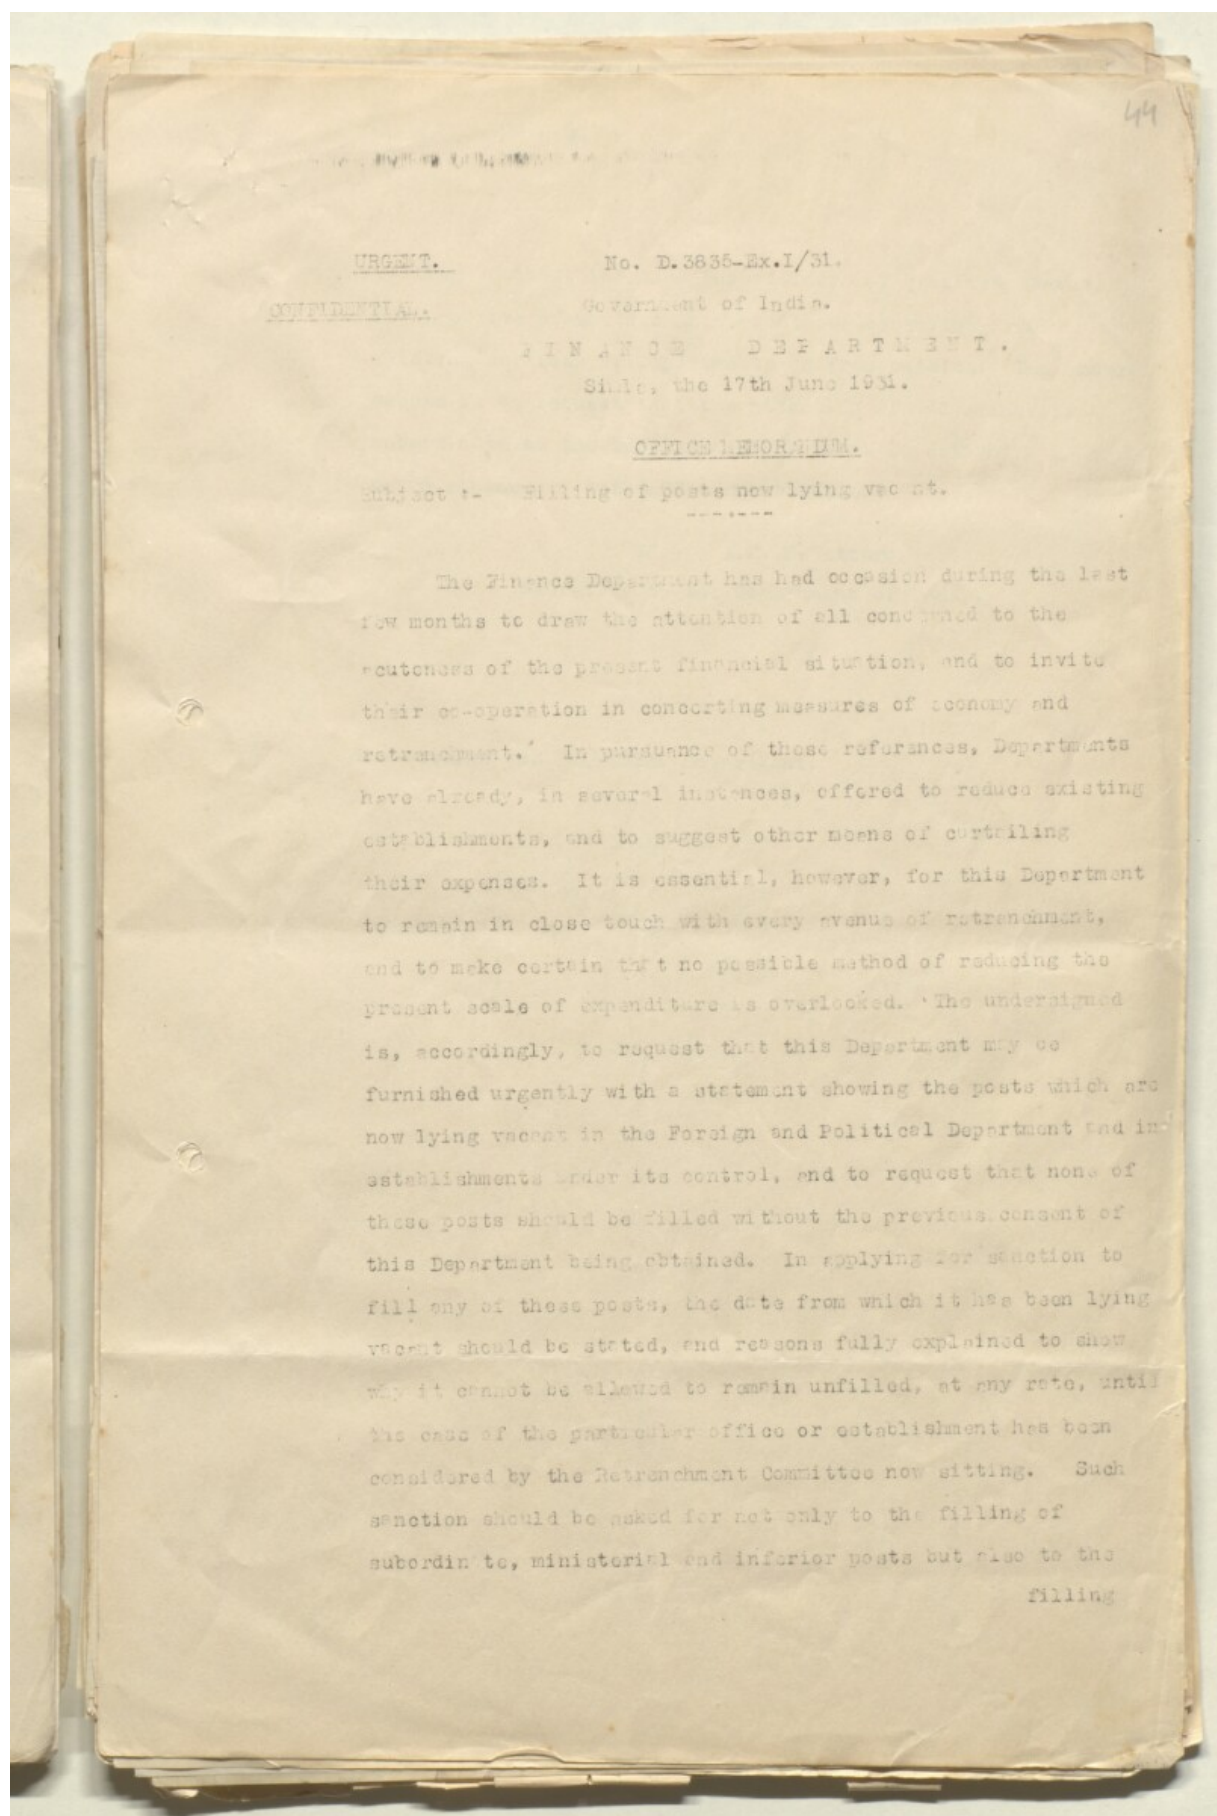 44
URGENT. No. D.3835-Ex.I/31.
CONFIDENTIAL. Government of India.
FINANCE DEPARTMENT.
Simla, the 17th June 1931.
OFFICE MEMORANDUM.
Subject :- Filling of posts now lying vacant.
The Finance Department has had occasion during the last
few months to draw the attention of all concerned to the
acuteness of the present financial situation, and to invite
their co-operation in concerting measures of economy and
retrenchment. In pursuance of these references, Departments
have already, in several instances, offered to reduce existing
establishments, and to suggest other means of curtailing
their expenses. It is essential, however, for this Department
to remain in close touch with every avenue of retrenchment,
and to make certain that no possible method of reducing the
present scale of expenditure is overlooked. The undersigned
is, accordingly, to request that this Department may be
furnished urgently with a statement showing the posts which are
now lying vacant in the Foreign and Political Department and in
establishments under its control, and to request that none of
these posts should be filled without the previous consent of
this Department being obtained. In applying for sanction to
fill any of these posts, the date from which it has been lying
vacant should be stated, and reasons fully explained to show
why it cannot be allowed to remain unfilled, at any rate, until
the case of the particular office or establishment has been
considered by the Retrenchment Committee now sitting. Such
sanction should be asked for not only to the filling of
subordinate, ministerial and inferior posts but also to the
filling